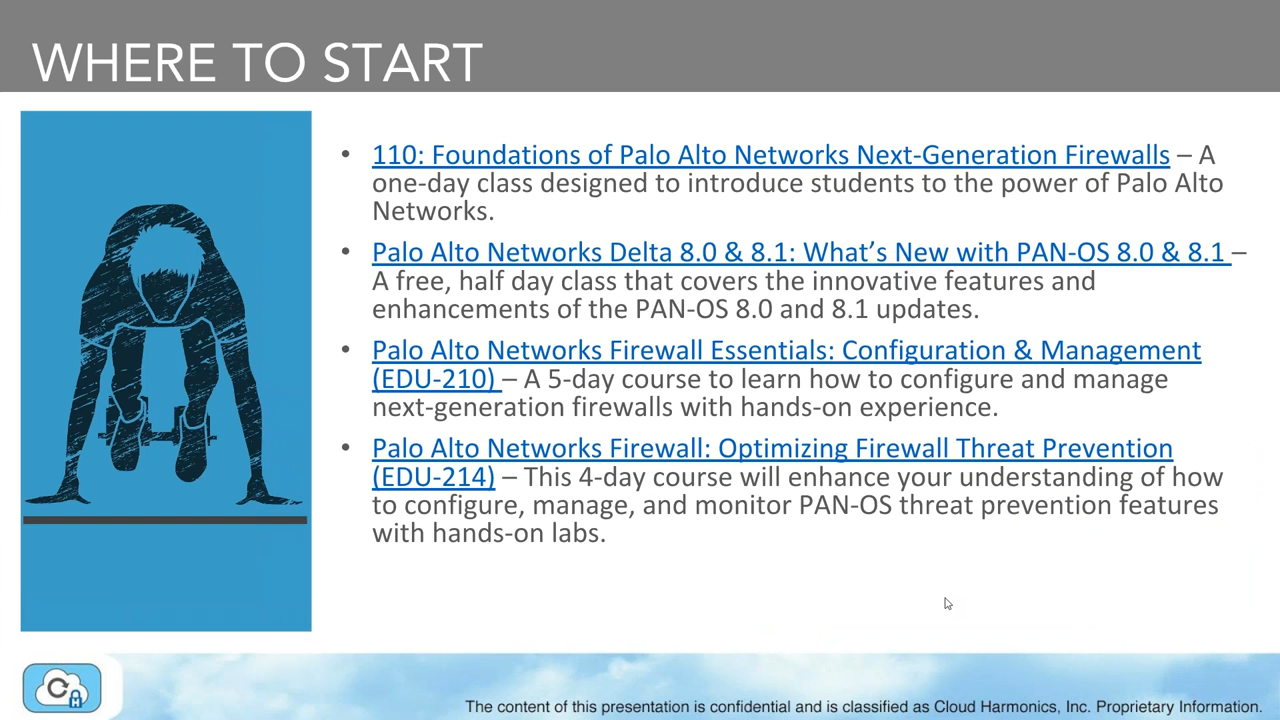 WHERE TO START
• 110: Foundations of Palo Alto Networks Next-Generation Firewalls – A
one-day class designed to introduce students to the power of Palo Alto
Networks.
• Palo Alto Networks Delta 8.0 & 8.1: What’s New with PAN-OS 8.0 & 8.1 –
A free, half day class that covers the innovative features and
enhancements of the PAN-OS 8.0 and 8.1 updates.
• Palo Alto Networks Firewall Essentials: Configuration & Management
(EDU-210) – A 5-day course to learn how to configure and manage
next-generation firewalls with hands-on experience.
• Palo Alto Networks Firewall: Optimizing Firewall Threat Prevention
(EDU-214) – This 4-day course will enhance your understanding of how
to configure, manage, and monitor PAN-OS threat prevention features
with hands-on labs.
The content of this presentation is confidential and is classified as Cloud Harmonics, Inc. Proprietary Information.